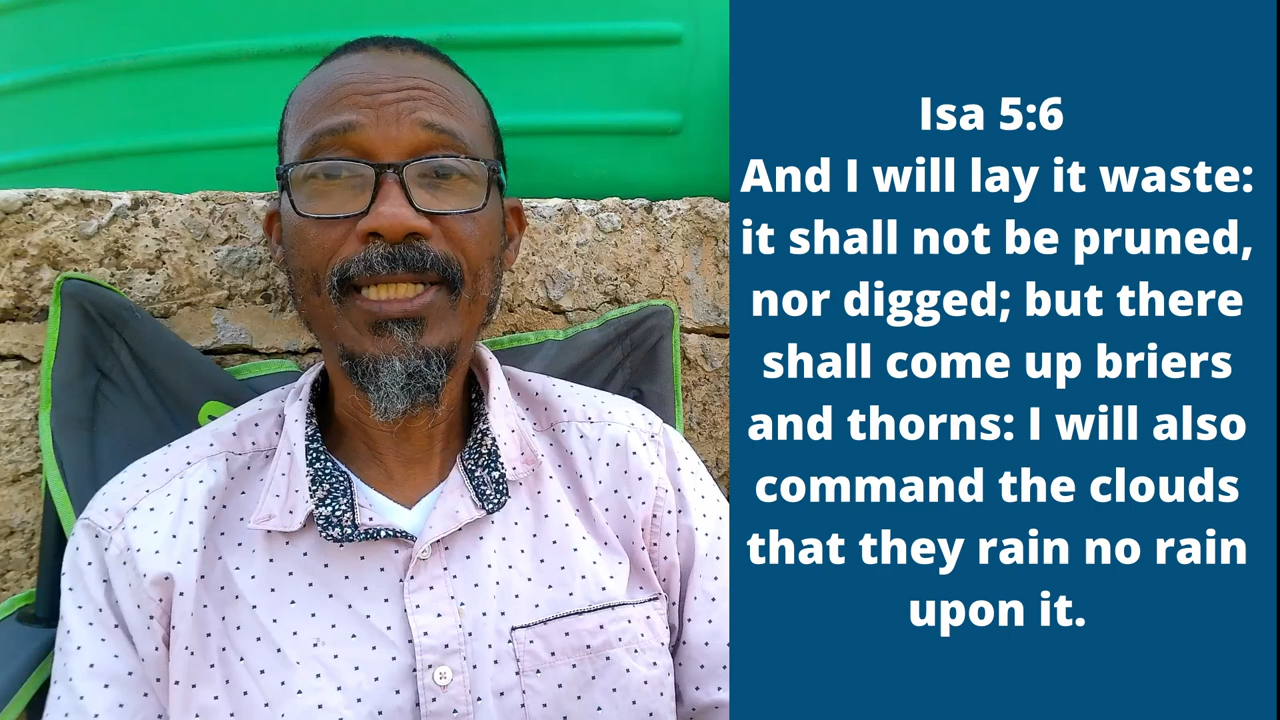 Isa 5:6
And I will lay it waste:
it shall not be pruned,
nor digged; but there
shall come up briers
and thorns: I will also
command the clouds
that they rain no rain
upon it.